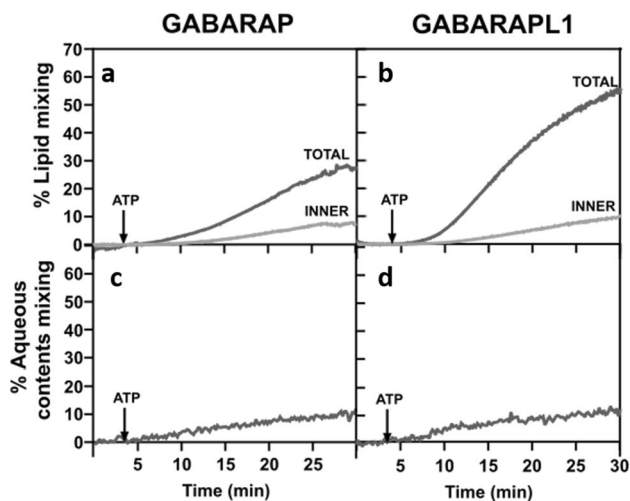 GABARAP GABARAPL1
a b
% Lipid mixing
70
60
50
40
30
20
10
0
TOTAL
INNER
ATP
TOTAL
INNER
ATP
c d
% Aqueous
contents mixing
60
50
40
30
20
10
0
ATP
ATP
5 10 15 20 25 5 10 15 20 25 30
Time (min) Time (min)